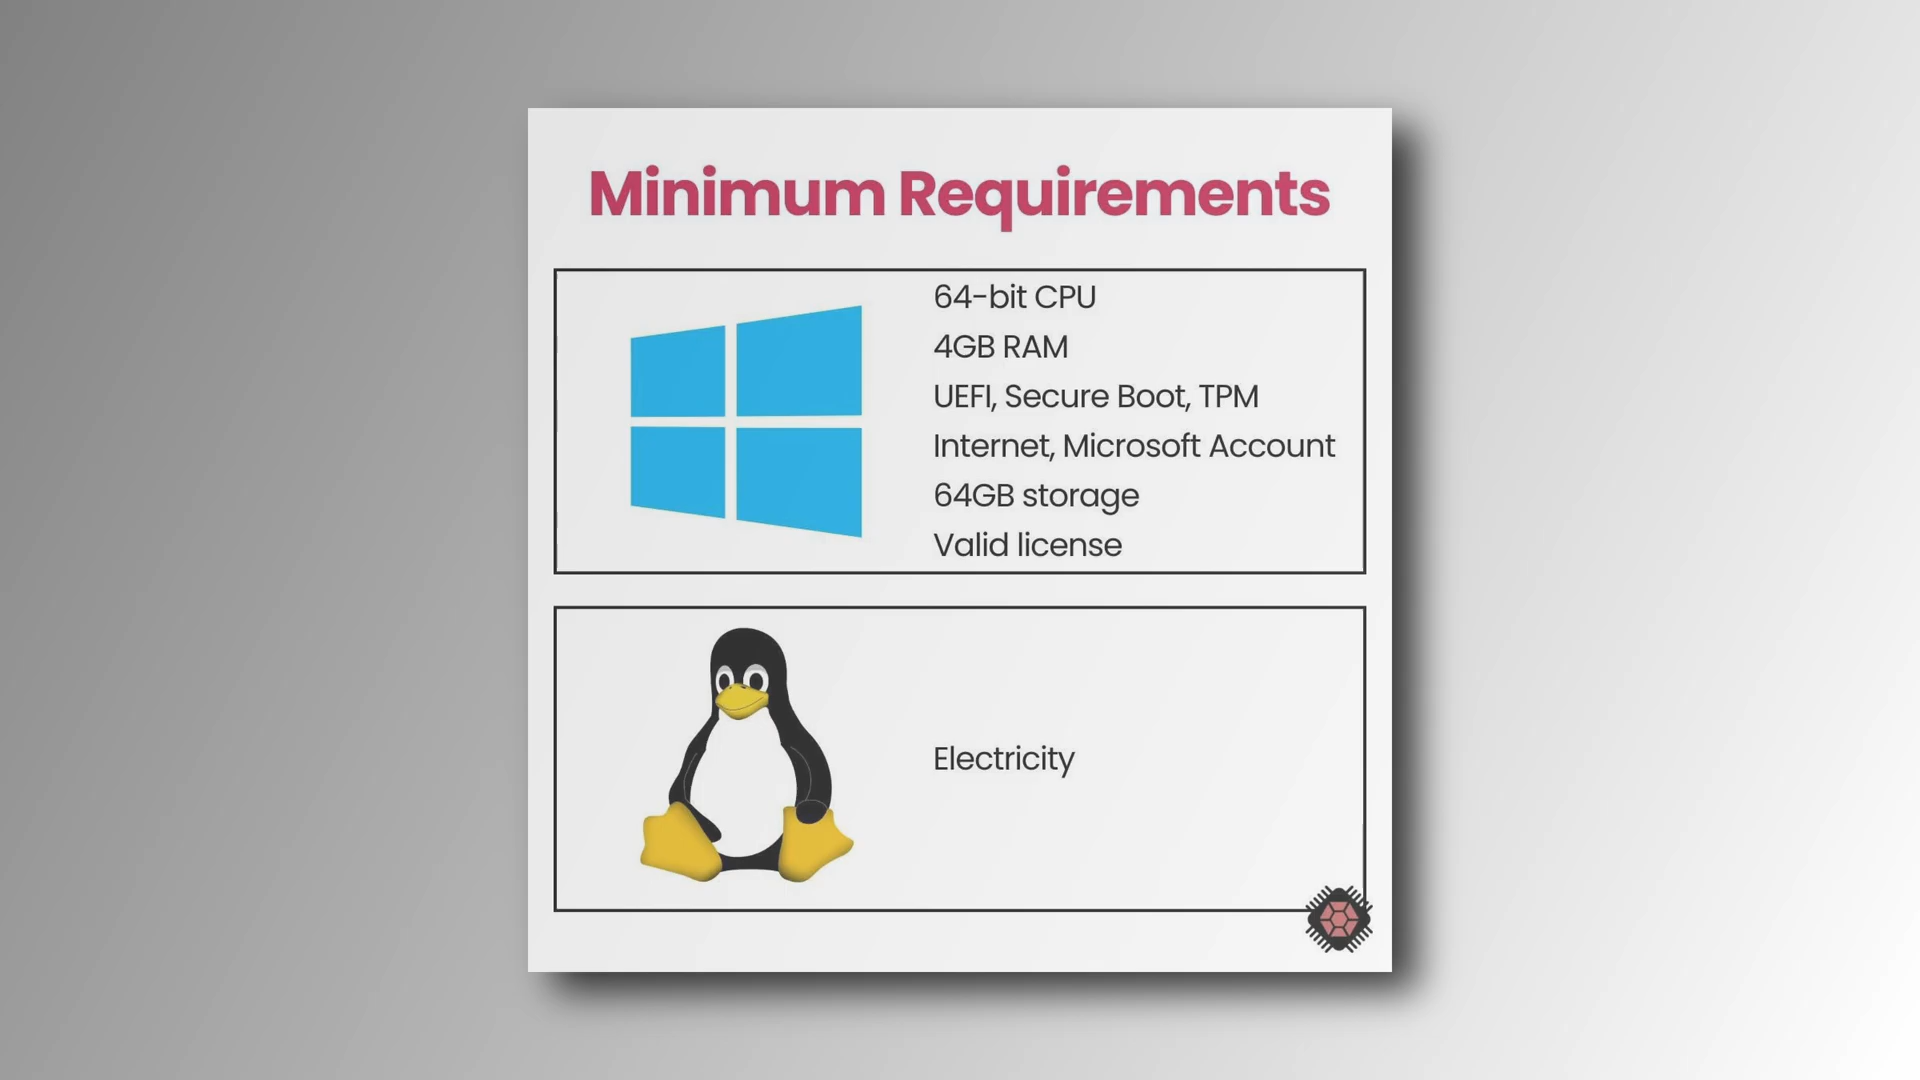 Minimum Requirements
64-bit CPU
4GB RAM
UEFI, Secure Boot, TPM
Internet, Microsoft Account
64GB storage
Valid license
Electricity